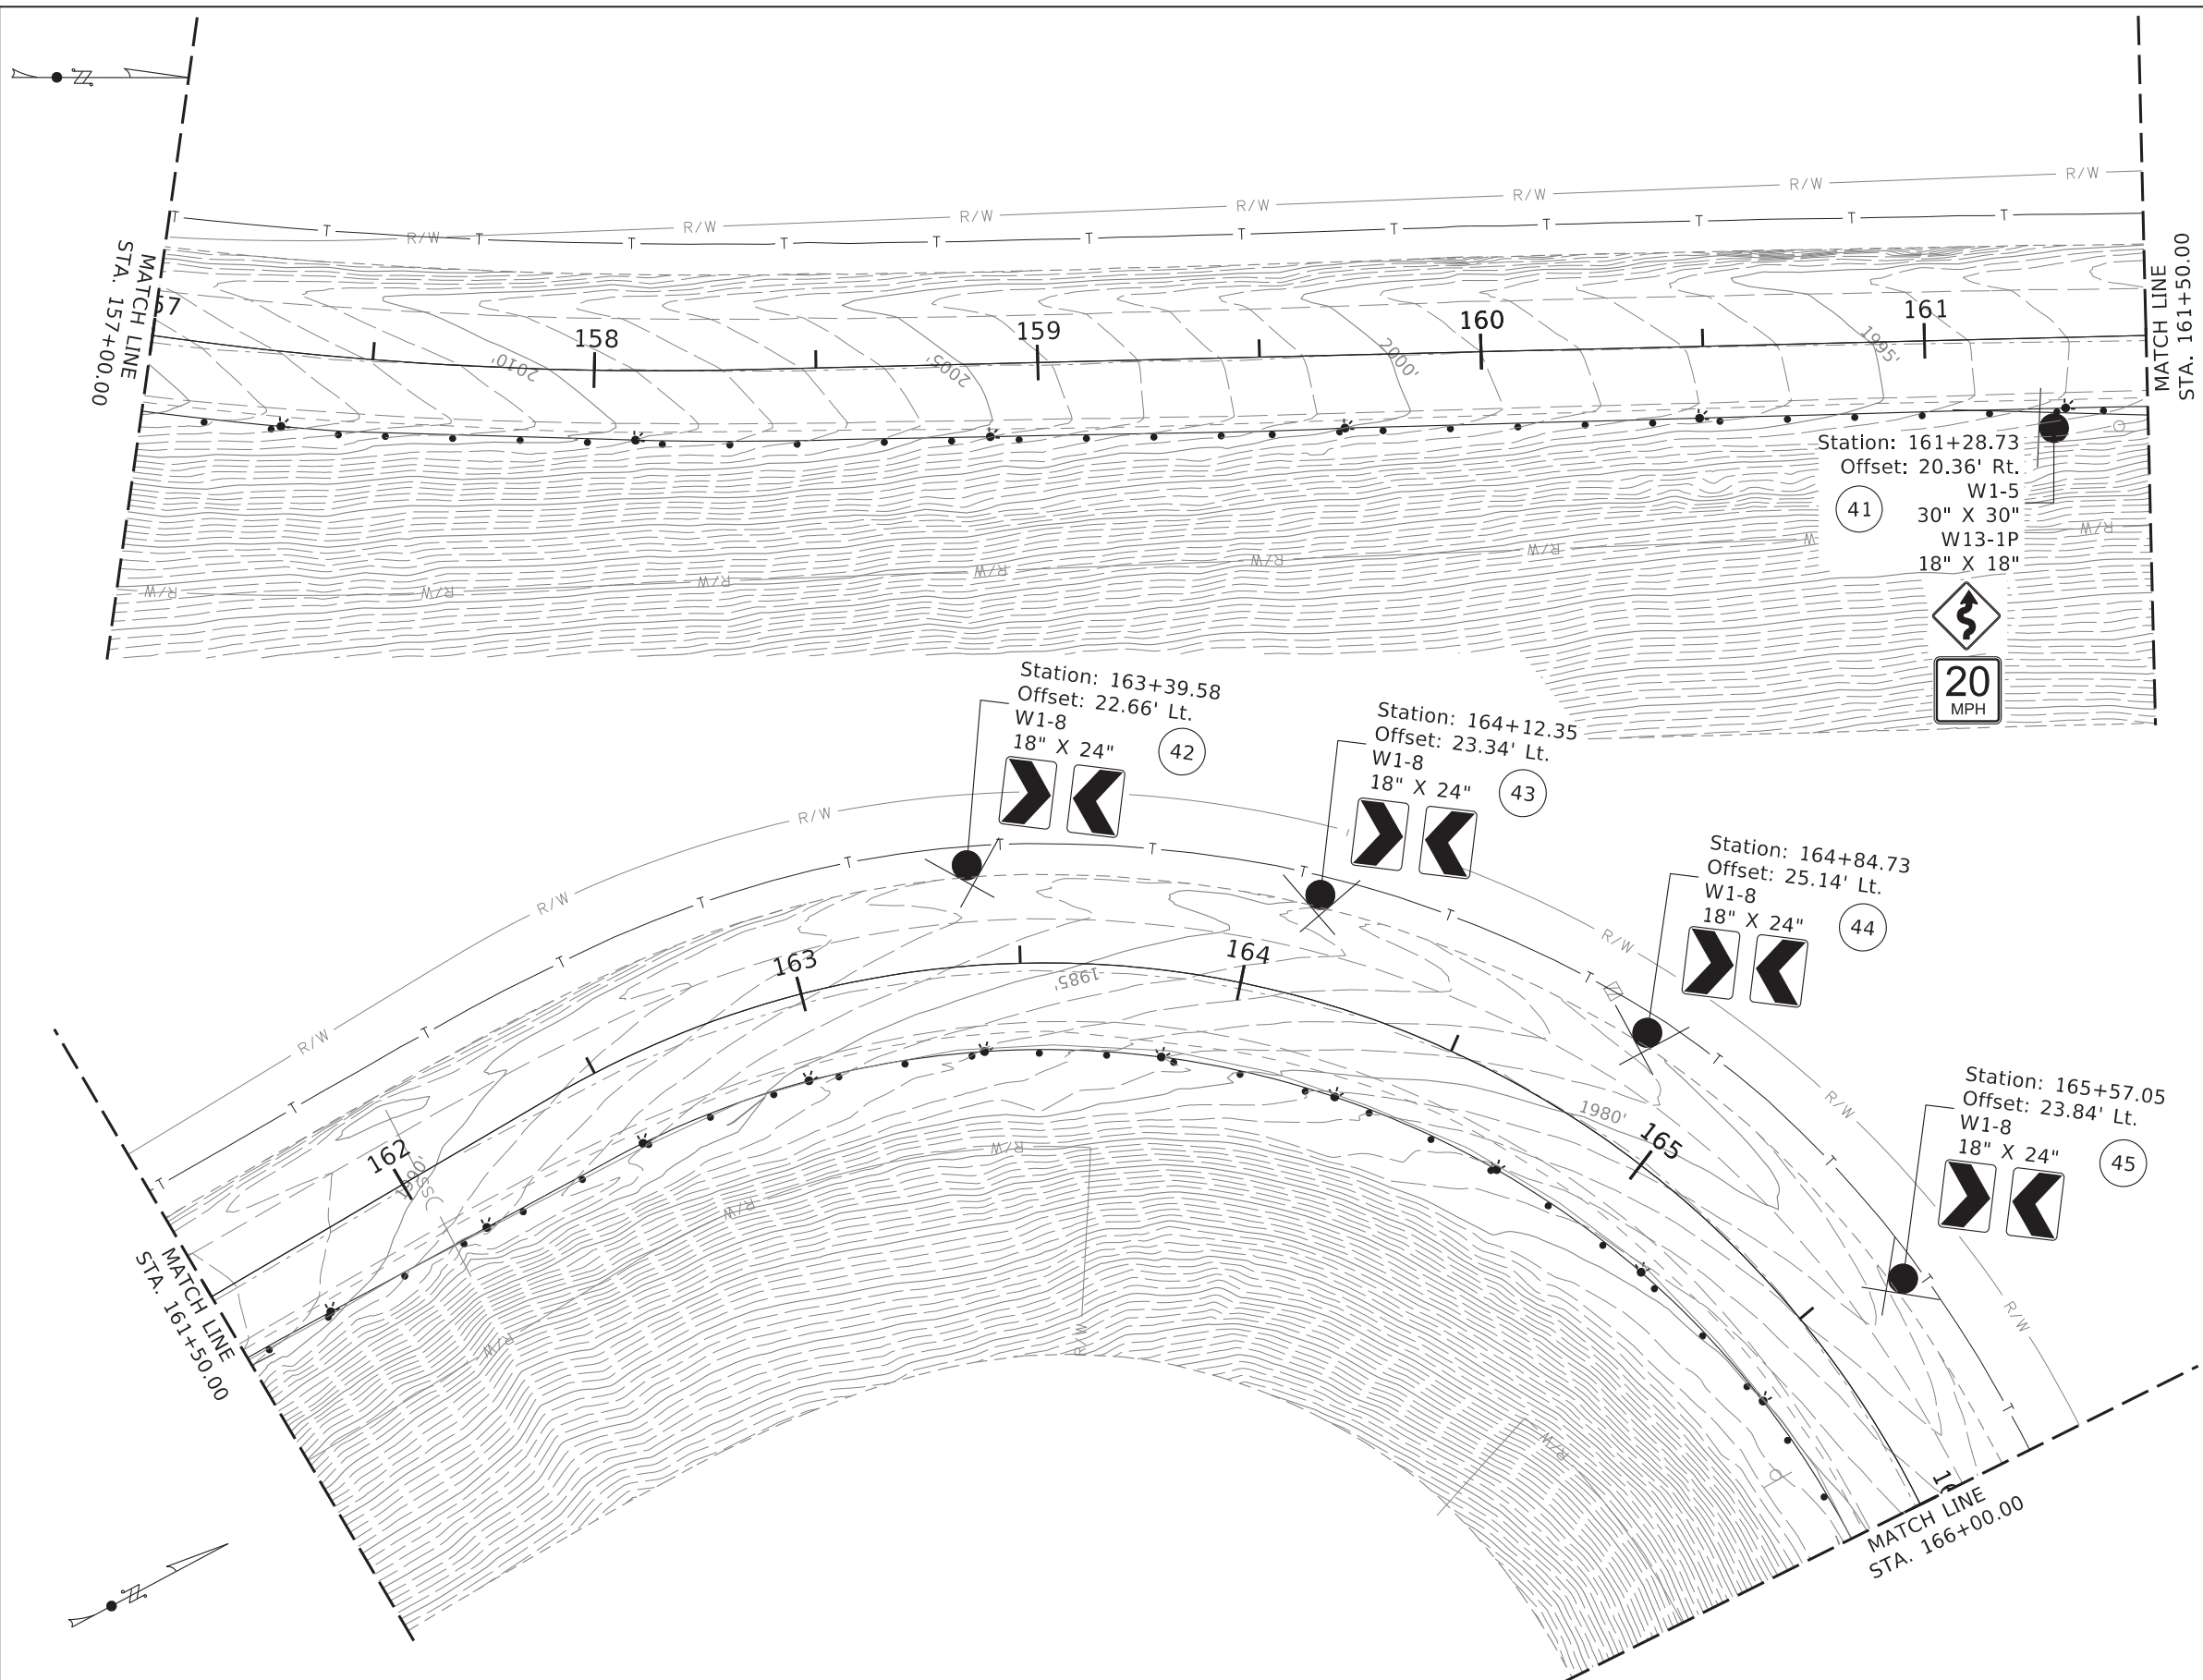 R/W R/W R/W R/W R/W R/W R/W
T T T T T T T T T T T T T
MATCH LINE
STA. 157+00.00
57
158
159
160
161
2010'
2005'
2000'
1995'
MATCH LINE
STA. 161+50.00
Station: 161+28.73
Offset: 20.36' Rt.
W1-5
30" X 30"
W13-1P
18" X 18"
41
R/W R/W R/W R/W R/W R/W W R/W
20
MPH
Station: 163+39.58
Offset: 22.66' Lt.
W1-8
18" X 24"
42
Station: 164+12.35
Offset: 23.34' Lt.
W1-8
18" X 24"
43
Station: 164+84.73
Offset: 25.14' Lt.
W1-8
18" X 24"
44
Station: 165+57.05
Offset: 23.84' Lt.
W1-8
18" X 24"
45
R/W R/W R/W R/W R/W R/W
T T T T T T T T T T T T T T
162
163
164
165
1990'
1985'
1980'
R/W R/W R/W R/W R/W
MATCH LINE
STA. 161+50.00
MATCH LINE
STA. 166+00.00